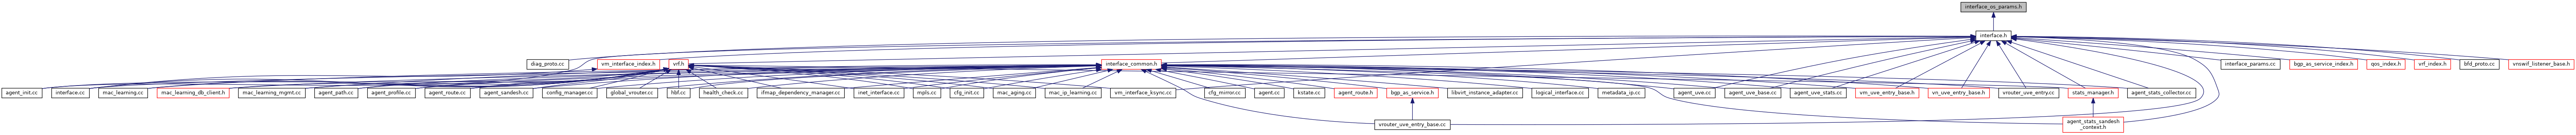 interface_os_params.h
interface.h
diag_proto.cc
vm_interface_index.h
vrf.h
interface_common.h
interface_params.cc
bgp_as_service_index.h
qos_index.h
vrf_index.h
bfd_proto.cc
vnswif_listener_base.h
agent_init.cc
interface.cc
mac_learning.cc
mac_learning_db_client.h
mac_learning_mgmt.cc
agent_path.cc
agent_profile.cc
agent_route.cc
agent_sandesh.cc
config_manager.cc
global_vrouter.cc
hbf.cc
health_check.cc
ifmap_dependency_manager.cc
inet_interface.cc
mpls.cc
cfg_init.cc
mac_aging.cc
mac_ip_learning.cc
vm_interface_ksync.cc
cfg_mirror.cc
agent.cc
kstate.cc
agent_route.h
bgp_as_service.h
libvirt_instance_adapter.cc
logical_interface.cc
metadata_ip.cc
agent_uve.cc
agent_uve_base.cc
agent_uve_stats.cc
vm_uve_entry_base.h
vn_uve_entry_base.h
vrouter_uve_entry.cc
stats_manager.h
agent_stats_collector.cc
vrouter_uve_entry_base.cc
agent_stats_sandesh
_context.h